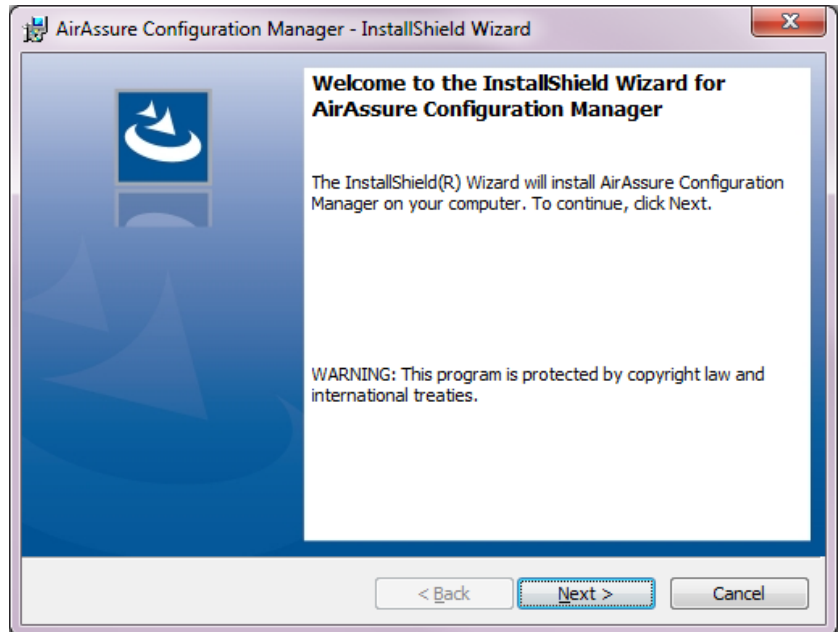 AirAssure Configuration Manager - InstallShield Wizard
Welcome to the InstallShield Wizard for
AirAssure Configuration Manager
The InstallShield(R) Wizard will install AirAssure Configuration
Manager on your computer. To continue, click Next.
WARNING: This program is protected by copyright law and
international treaties.
< Back
Next >
Cancel